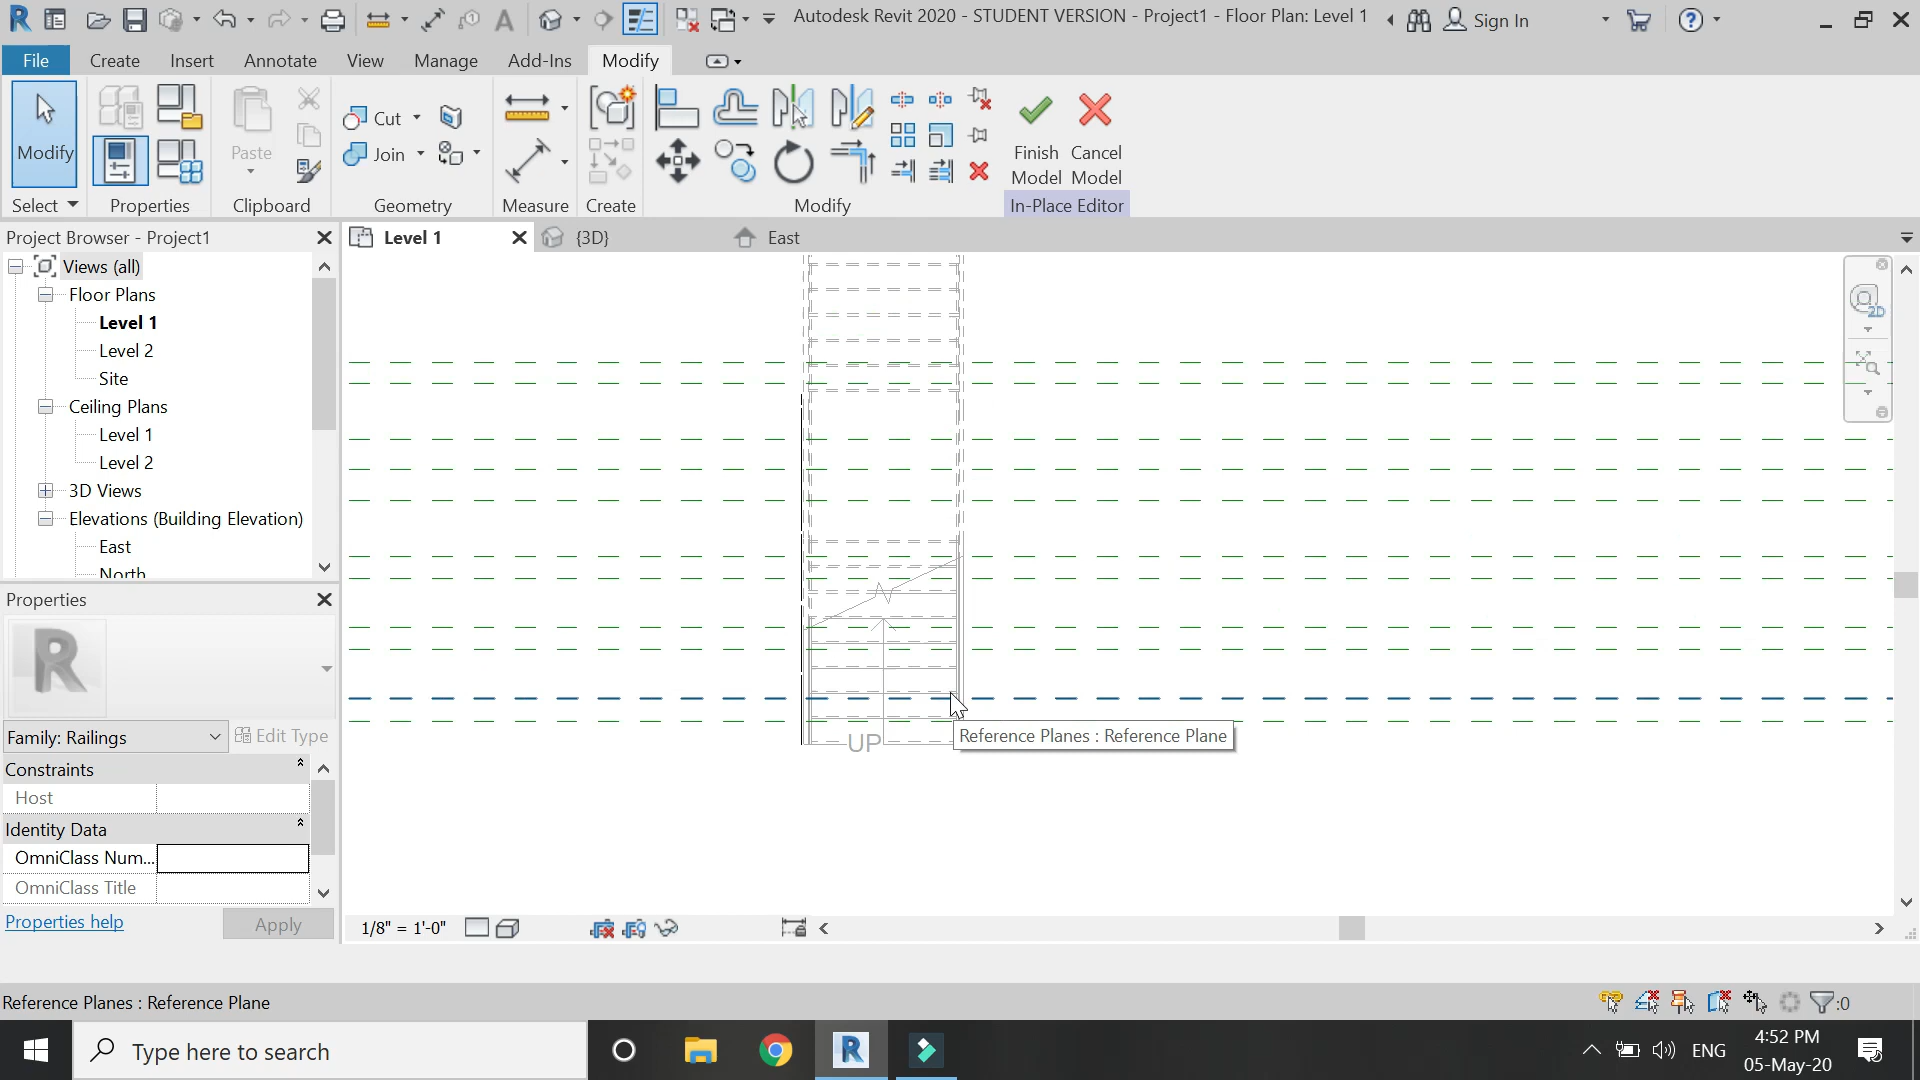 Autodesk Revit 2020 - STUDENT VERSION - Project1 - Floor Plan: Level 1
Sign In
File Create Insert Annotate View Manage Add-Ins Modify
Modify
Paste
Cut
Join
Finish Model
Cancel Model
Select Properties Clipboard Geometry Measure Create Modify In-Place Editor
Project Browser - Project1
Level 1 {3D} East
Views (all)
Floor Plans
Level 1
Level 2
Site
Ceiling Plans
Level 1
Level 2
3D Views
Elevations (Building Elevation)
East
North
2D
UP
Reference Planes : Reference Plane
Properties
Family: Railings
Edit Type
Constraints
Host
Identity Data
OmniClass Num...
OmniClass Title
Properties help
Apply
1/8" = 1'-0"
Reference Planes : Reference Plane
:0
Type here to search
ENG
4:52 PM
05-May-20